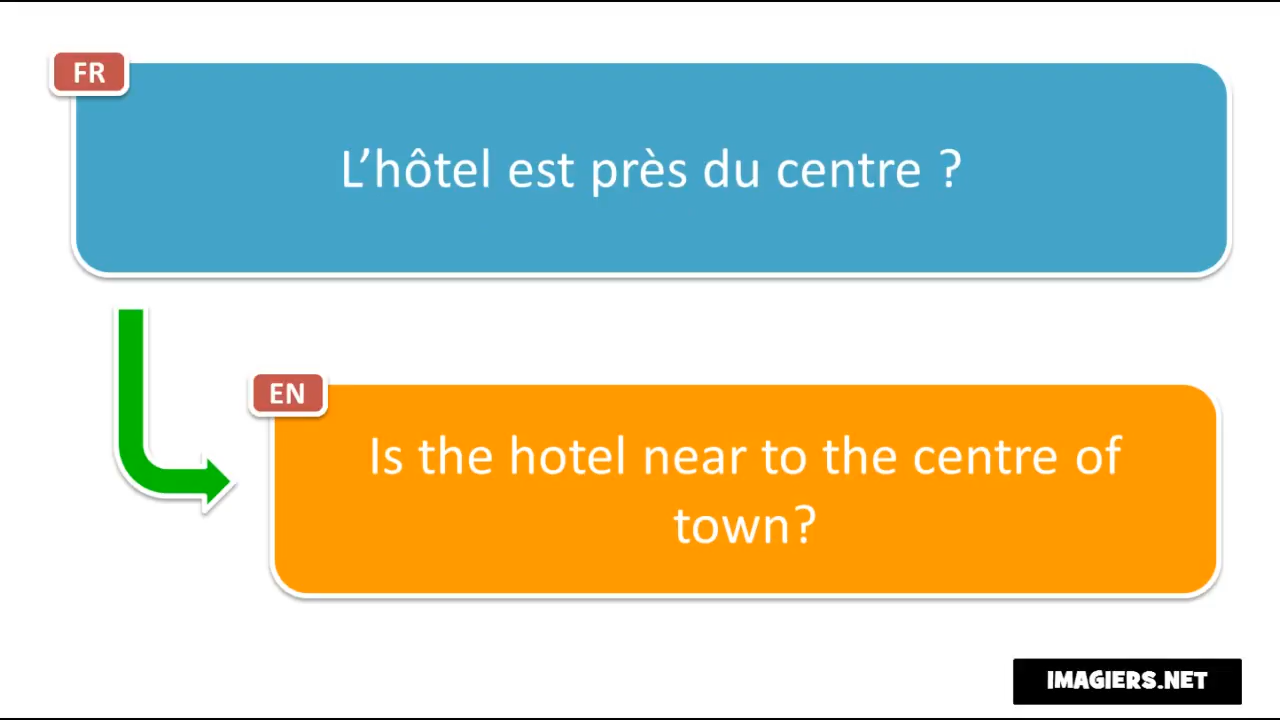 FR
L’hôtel est près du centre ?
EN
Is the hotel near to the centre of
town?
IMAGIERS.NET